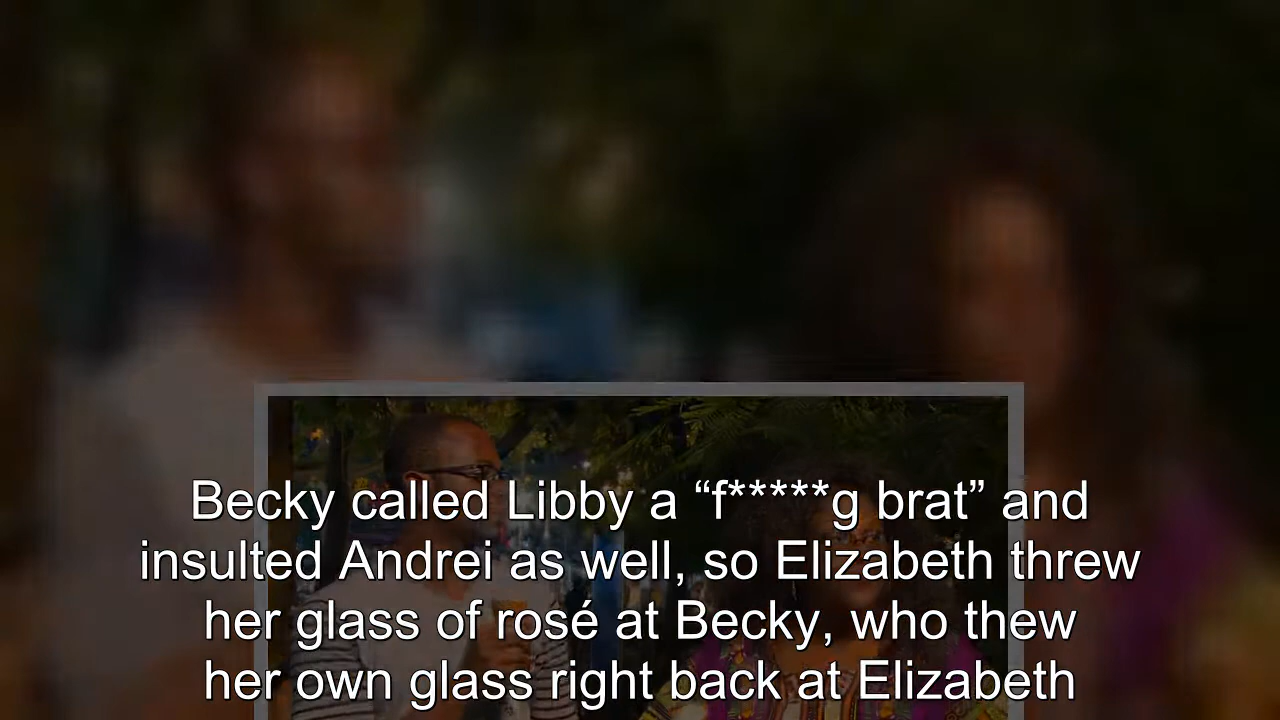 Becky called Libby a “f*****g brat” and
insulted Andrei as well, so Elizabeth threw
her glass of rosé at Becky, who thew
her own glass right back at Elizabeth